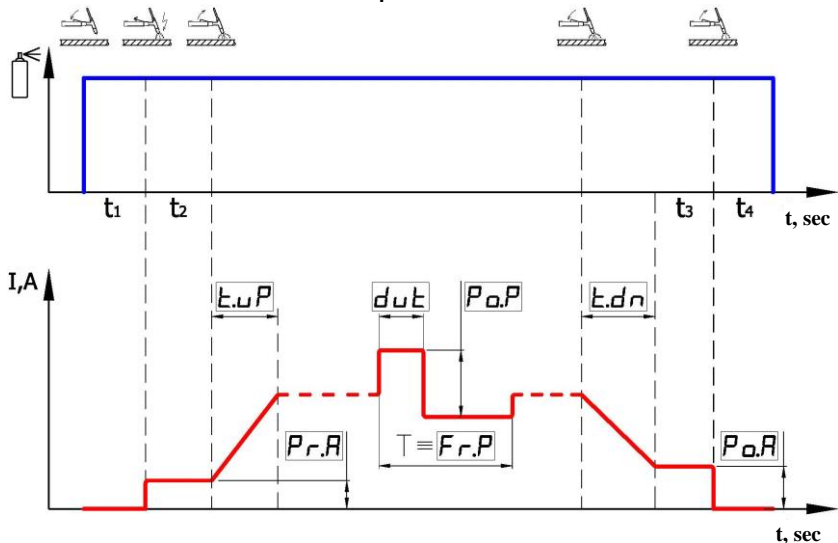 t1
t2
t3
t4
t, sec
I,A
t.uP
dut
Po.P
t.dn
Pr.A
T ≡ Fr.P
Po.A
t, sec